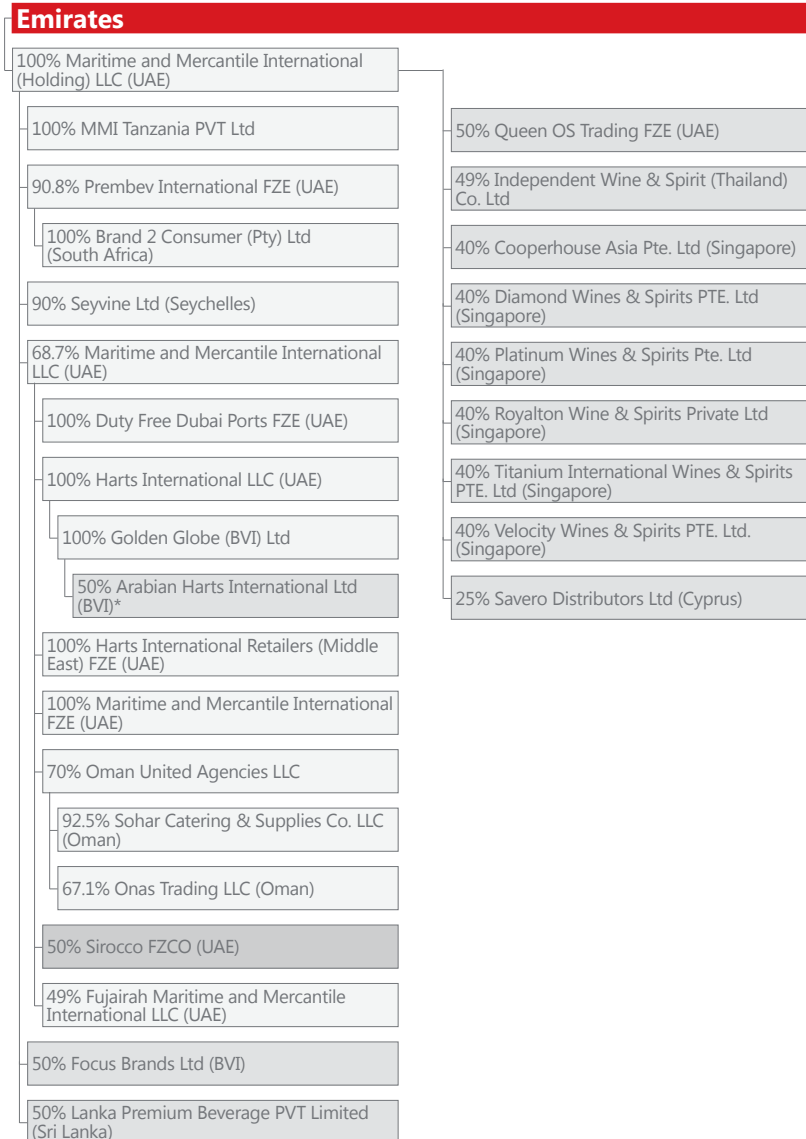 Emirates
100% Maritime and Mercantile International
(Holding) LLC (UAE)
100% MMI Tanzania PVT Ltd
90.8% Prembev International FZE (UAE)
100% Brand 2 Consumer (Pty) Ltd
(South Africa)
90% Seyvine Ltd (Seychelles)
68.7% Maritime and Mercantile International
LLC (UAE)
100% Duty Free Dubai Ports FZE (UAE)
100% Harts International LLC (UAE)
100% Golden Globe (BVI) Ltd
50% Arabian Harts International Ltd
(BVI)*
100% Harts International Retailers (Middle
East) FZE (UAE)
100% Maritime and Mercantile International
FZE (UAE)
70% Oman United Agencies LLC
92.5% Sohar Catering & Supplies Co. LLC
(Oman)
67.1% Onas Trading LLC (Oman)
50% Sirocco FZCO (UAE)
49% Fujairah Maritime and Mercantile
International LLC (UAE)
50% Focus Brands Ltd (BVI)
50% Lanka Premium Beverage PVT Limited
(Sri Lanka)
50% Queen OS Trading FZE (UAE)
49% Independent Wine & Spirit (Thailand)
Co. Ltd
40% Cooperhouse Asia Pte. Ltd (Singapore)
40% Diamond Wines & Spirits PTE. Ltd
(Singapore)
40% Platinum Wines & Spirits Pte. Ltd
(Singapore)
40% Royalton Wine & Spirits Private Ltd
(Singapore)
40% Titanium International Wines & Spirits
PTE. Ltd (Singapore)
40% Velocity Wines & Spirits PTE. Ltd.
(Singapore)
25% Savero Distributors Ltd (Cyprus)